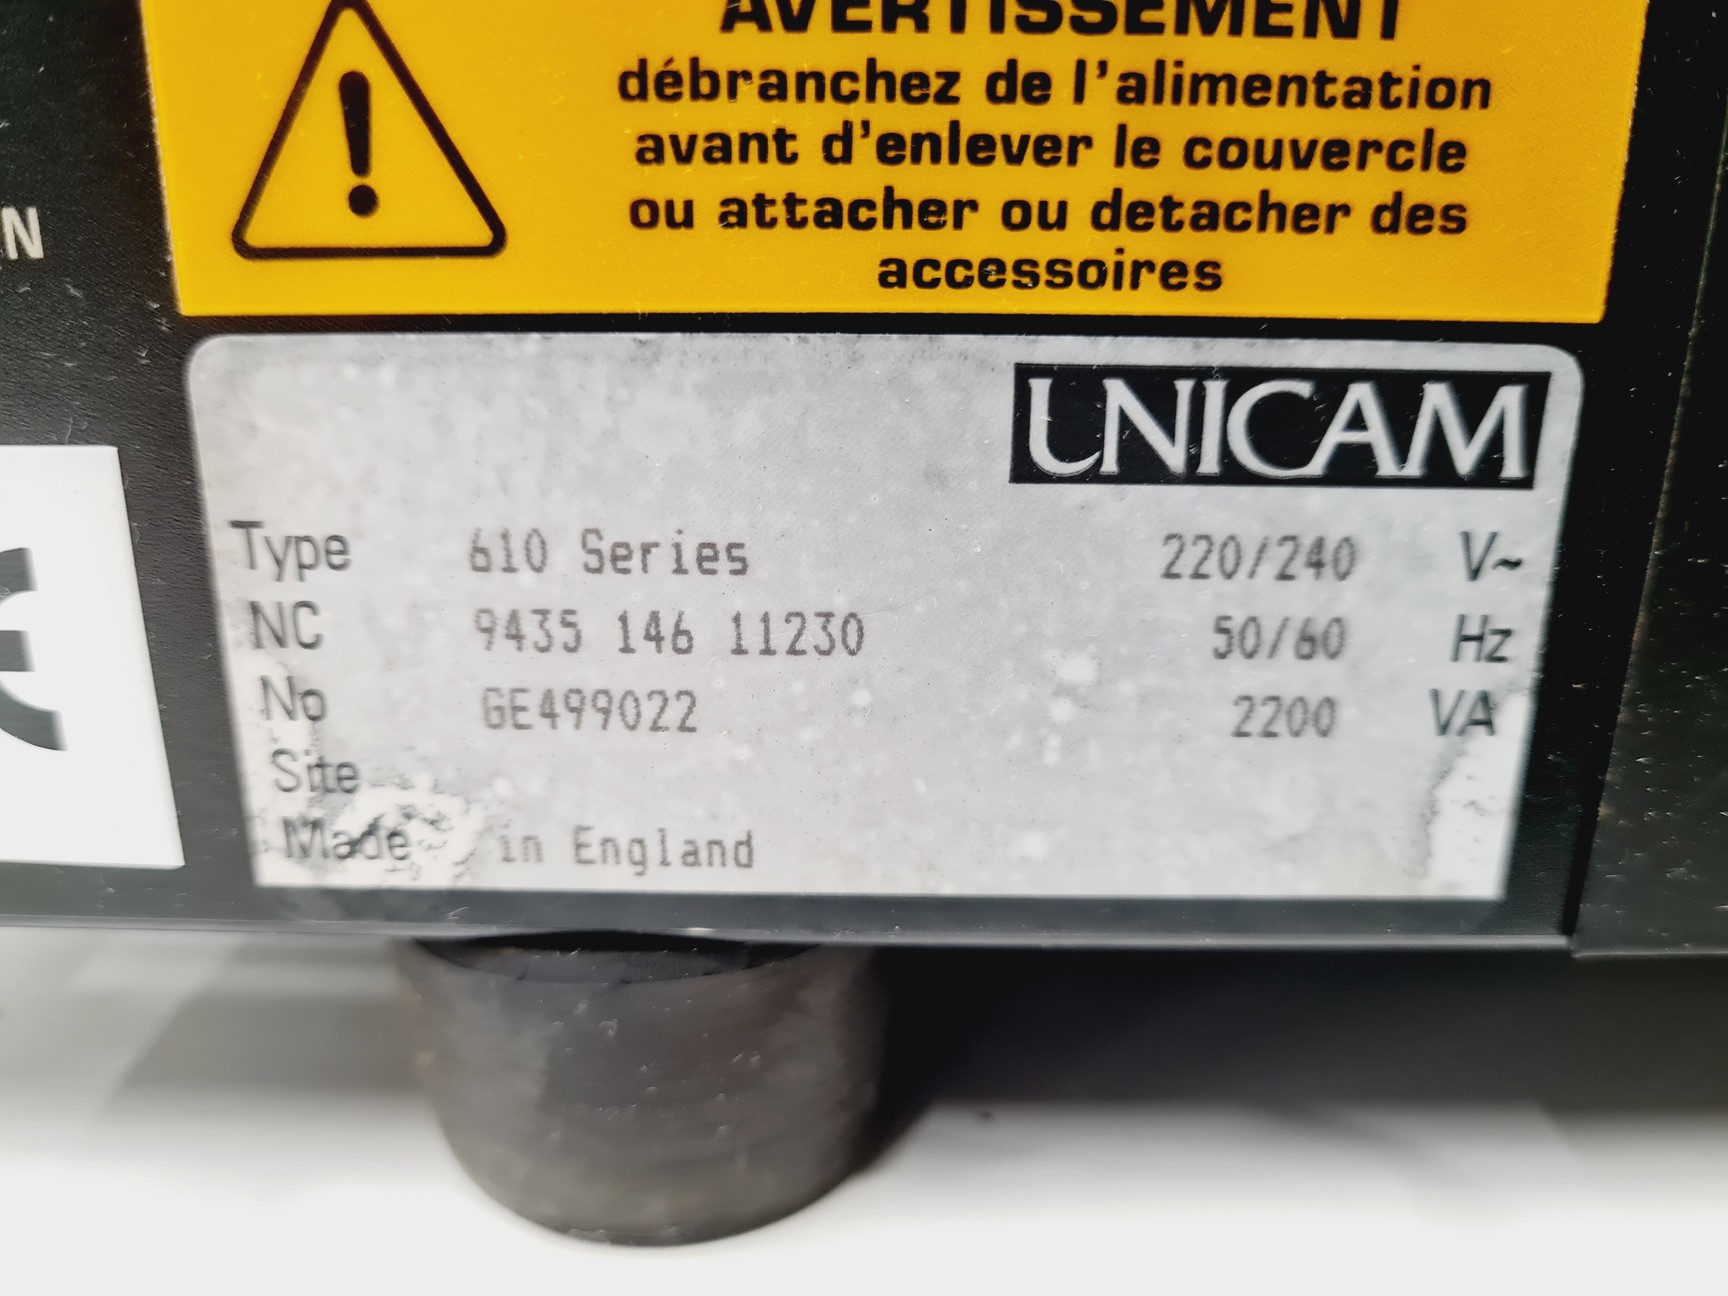 AVERTISSEMENT
débranchez de l'alimentation
avant d'enlever le couvercle
ou attacher ou detacher des
accessoires
N
UNICAM
Type 610 Series 220/240 V~
NC 9435 146 11230 50/60 Hz
No GE499022 2200 VA
Site
Made in England
CE